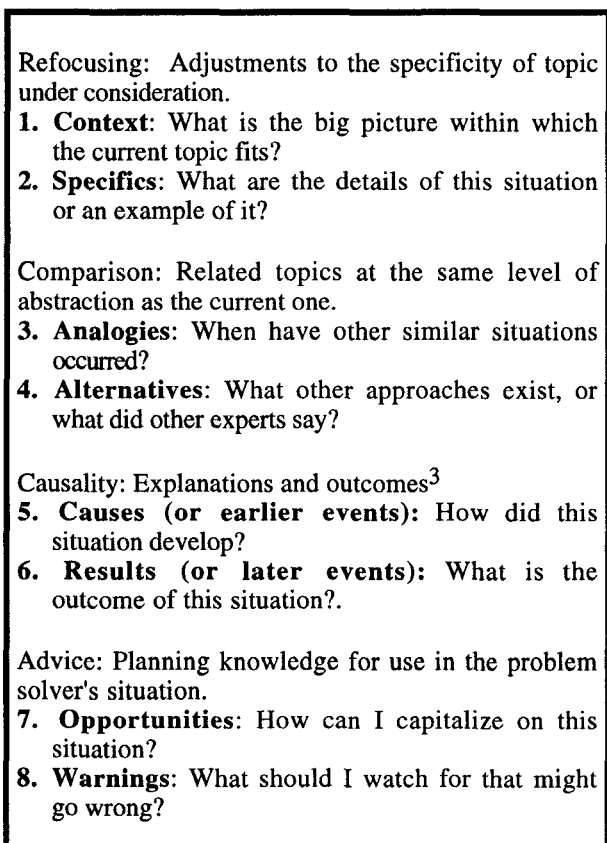 Refocusing: Adjustments to the specificity of topic
under consideration.
1. Context: What is the big picture within which
the current topic fits?
2. Specifics: What are the details of this situation
or an example of it?
Comparison: Related topics at the same level of
abstraction as the current one.
3. Analogies: When have other similar situations
occurred?
4. Alternatives: What other approaches exist, or
what did other experts say?
Causality: Explanations and outcomes3
5. Causes (or earlier events): How did this
situation develop?
6. Results (or later events): What is the
outcome of this situation?.
Advice: Planning knowledge for use in the problem
solver's situation.
7. Opportunities: How can I capitalize on this
situation?
8. Warnings: What should I watch for that might
go wrong?